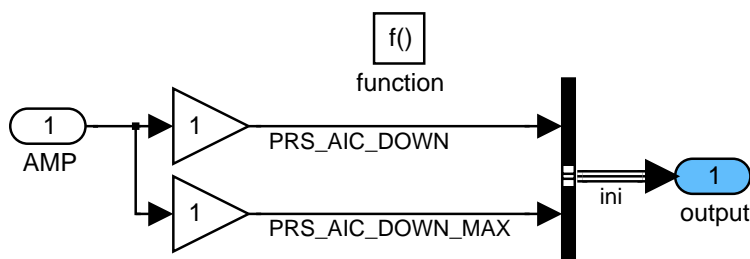 f()
function
1
AMP
1
PRS_AIC_DOWN
1
PRS_AIC_DOWN_MAX
ini
1
output